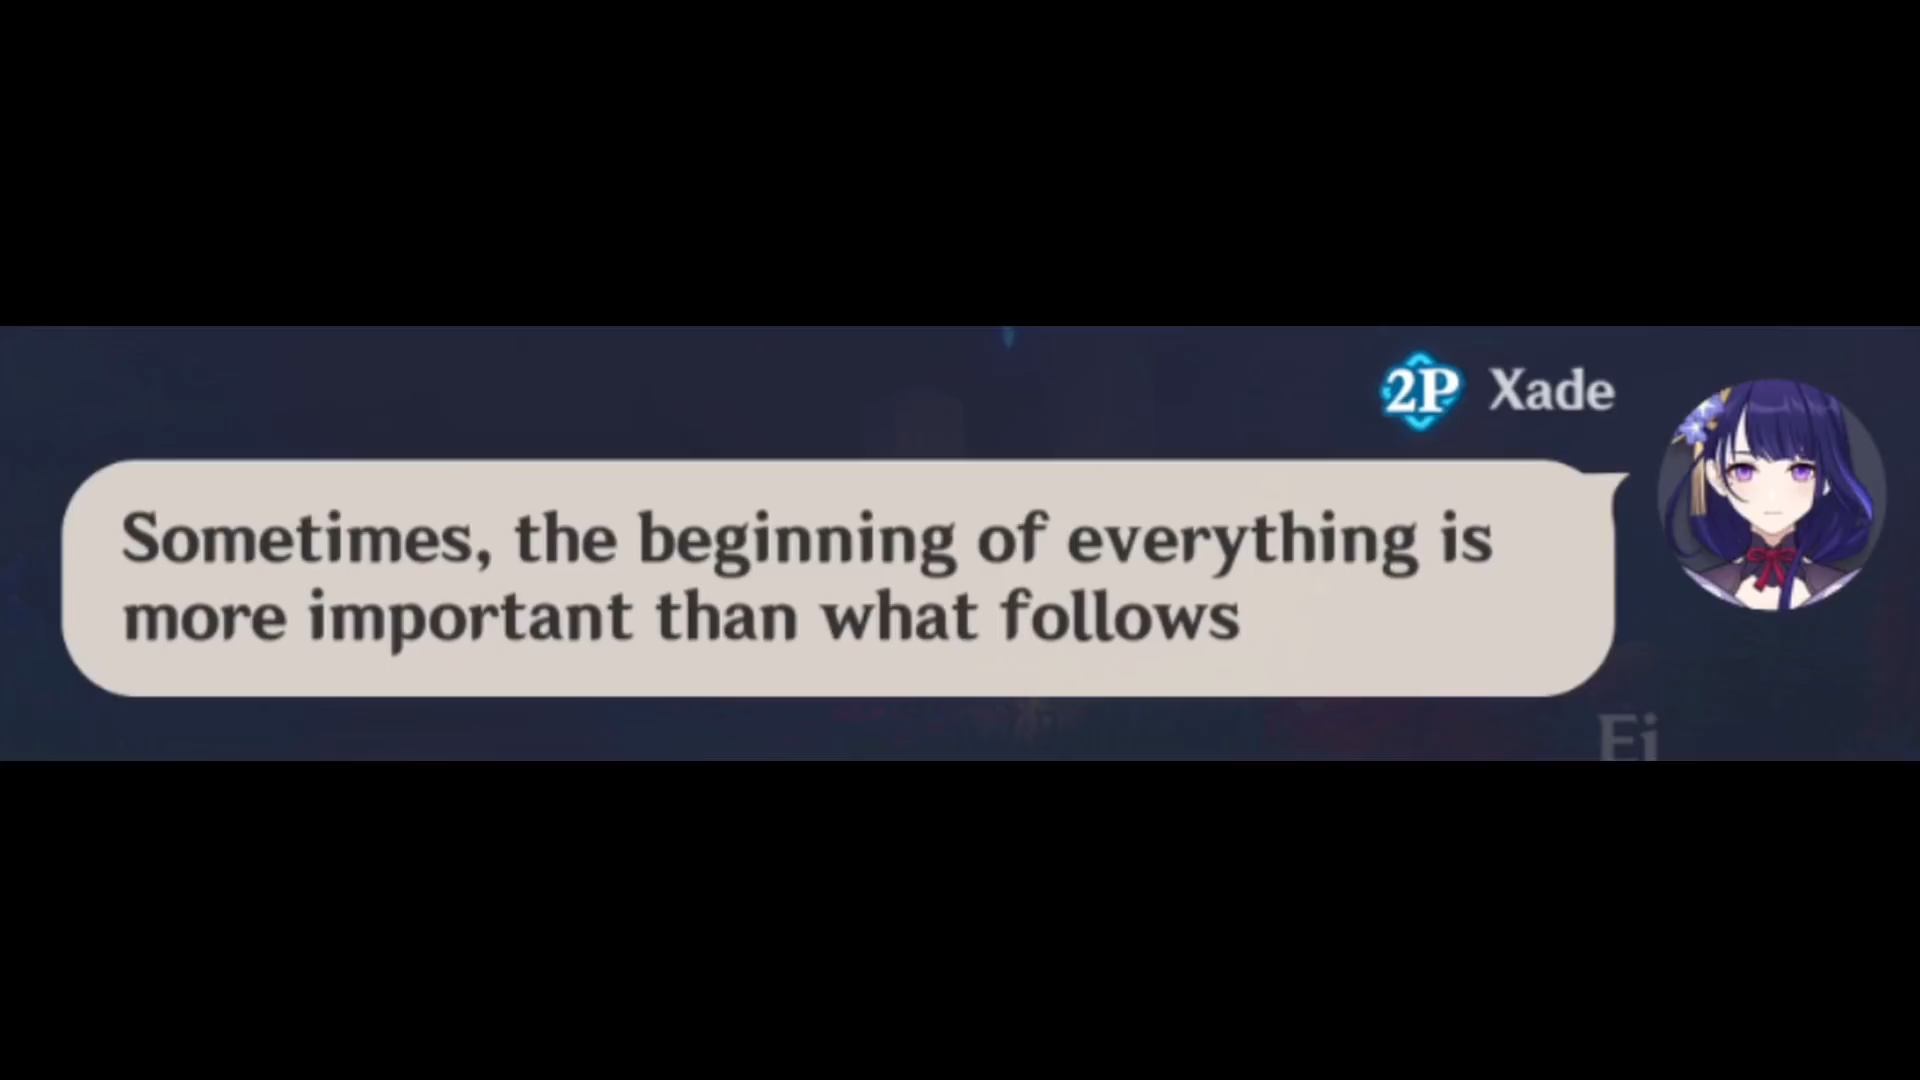 2P Xade
Sometimes, the beginning of everything is
more important than what follows
Ei